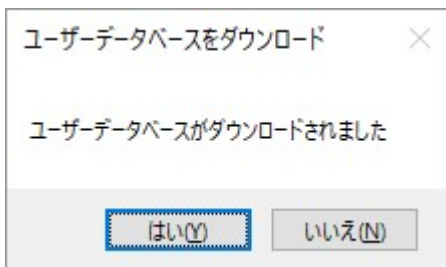 ユーザーデータベースをダウンロード
ユーザーデータベースがダウンロードされました
はい(Y)
いいえ(N)